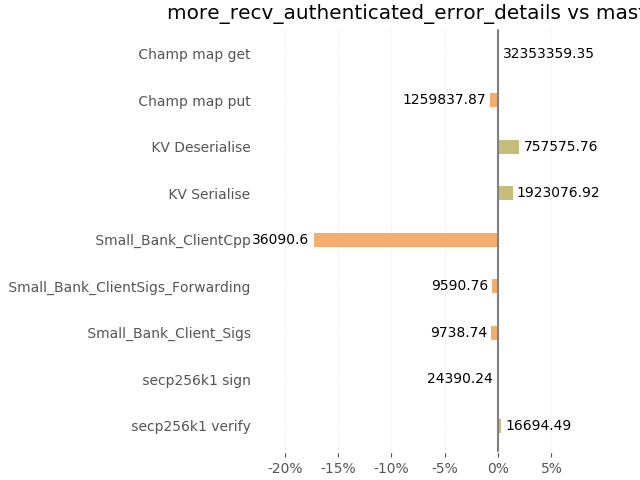 more_recv_authenticated_error_details vs mast
Champ map get 32353359.35
Champ map put 1259837.87
KV Deserialise 757575.76
KV Serialise 1923076.92
Small_Bank_ClientCpp 36090.6
Small_Bank_ClientSigs_Forwarding 9590.76
Small_Bank_Client_Sigs 9738.74
secp256k1 sign 24390.24
secp256k1 verify 16694.49
-20% -15% -10% -5% 0% 5%